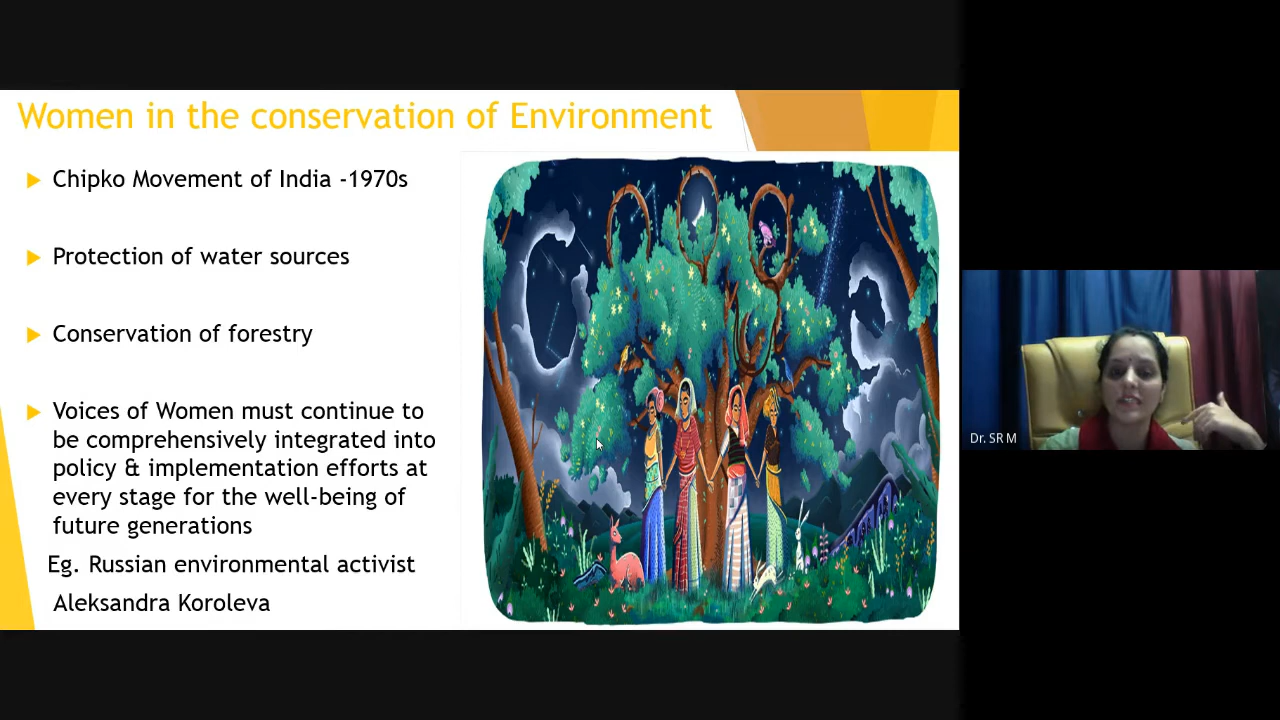 Women in the conservation of Environment
Chipko Movement of India -1970s
Protection of water sources
Conservation of forestry
Voices of Women must continue to
be comprehensively integrated into
policy & implementation efforts at
every stage for the well-being of
future generations
Eg. Russian environmental activist
Aleksandra Koroleva
Dr. SR M